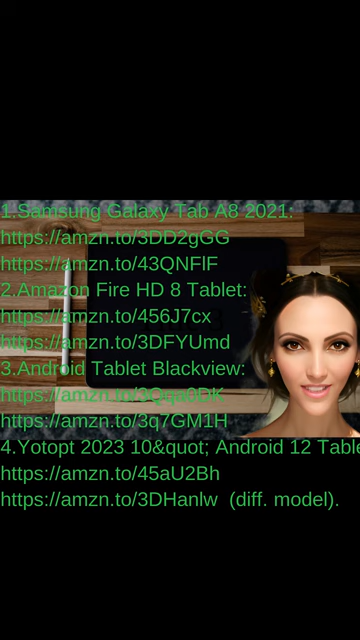 1.Samsung Galaxy Tab A8 2021:
https://amzn.to/3DD2gGG
https://amzn.to/43QNFlF
2.Amazon Fire HD 8 Tablet:
https://amzn.to/456J7cx
https://amzn.to/3DFYUmd
3.Android Tablet Blackview:
https://amzn.to/3Qqa0DK
https://amzn.to/3q7GM1H
4.Yotopt 2023 10&quot; Android 12 Table
https://amzn.to/45aU2Bh
https://amzn.to/3DHanlw (diff. model).